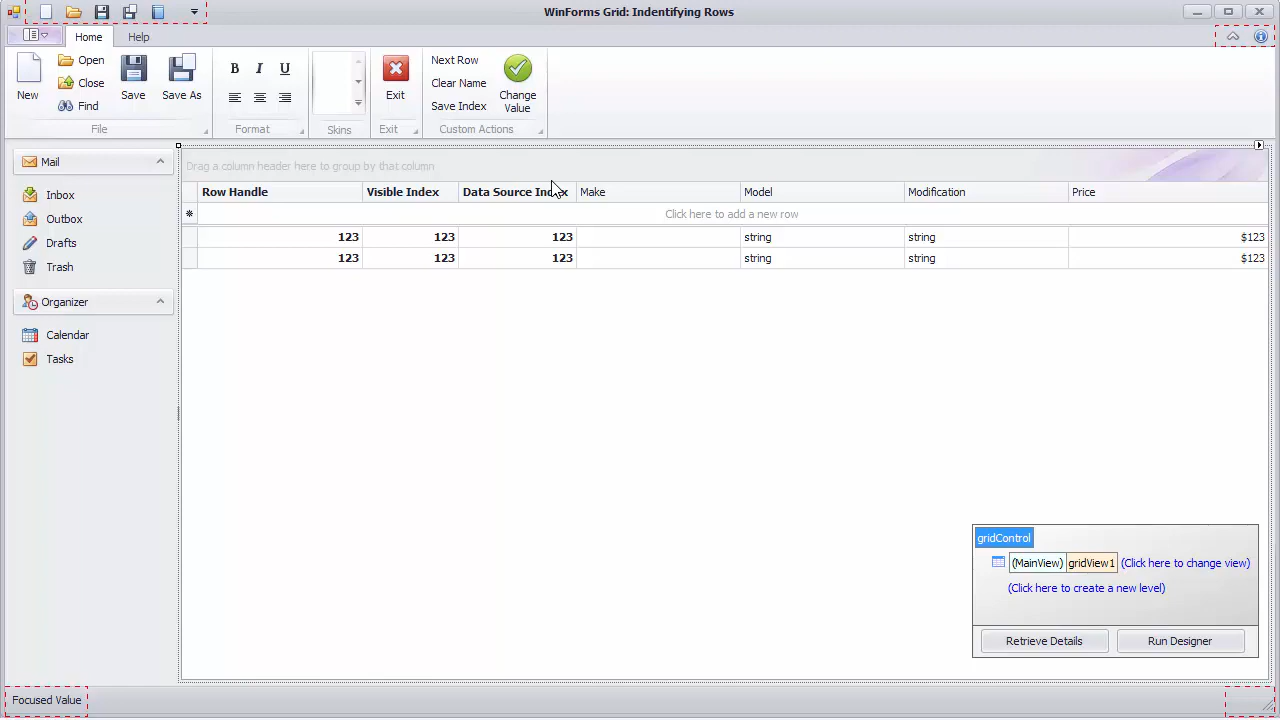 WinForms Grid: Indentifying Rows
Home Help
New
Open
Close
Find
Save
Save As
File
B I U
Format
Skins
Exit
Exit
Next Row
Clear Name
Save Index
Change
Value
Custom Actions
Mail
Inbox
Outbox
Drafts
Trash
Organizer
Calendar
Tasks
Drag a column header here to group by that column
Row Handle Visible Index Data Source Index Make Model Modification Price
Click here to add a new row
123 123 123 string string $123
123 123 123 string string $123
gridControl
(MainView) gridView1 (Click here to change view)
(Click here to create a new level)
Retrieve Details Run Designer
Focused Value